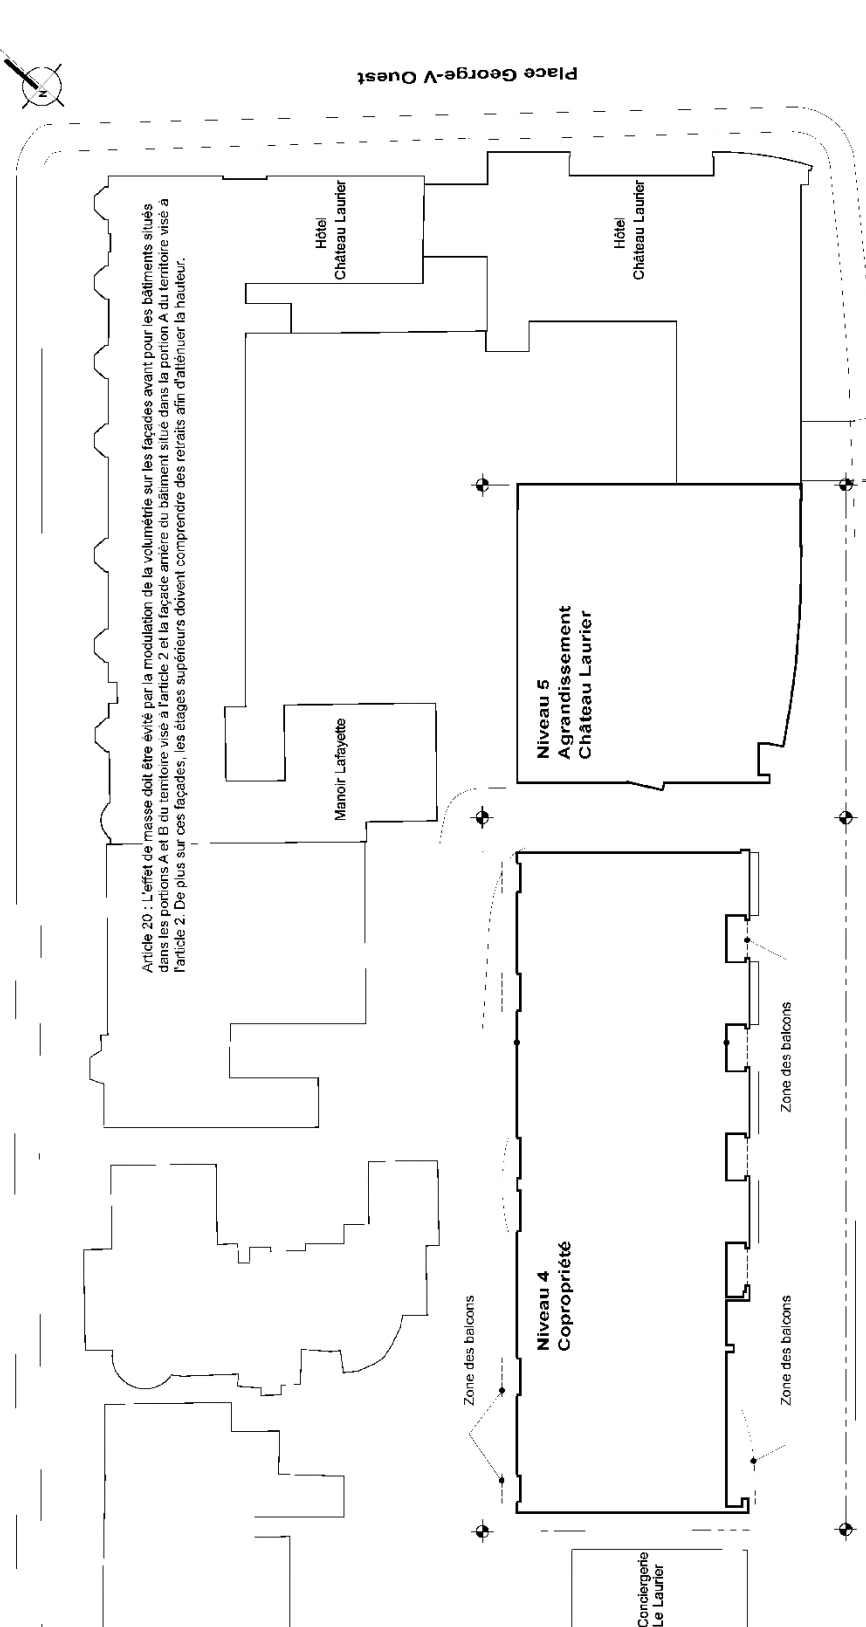 Place George-V Ouest
N
Article 20 : L'effet de masse doit être évité par la modulation de la volumétrie sur les façades avant pour les bâtiments situés
dans les portions A et B du territoire visé à l'article 2 et la façade arrière du bâtiment situé dans la portion A du territoire visé à
l'article 2. De plus sur ces façades, les étages supérieurs doivent comprendre des retraits afin d'atténuer la hauteur.
Hôtel
Château Laurier
Hôtel
Château Laurier
Manoir Lafayette
Niveau 5
Agrandissement
Château Laurier
Zone des balcons
Niveau 4
Copropriété
Zone des balcons
Zone des balcons
Conciergerie
Le Laurier